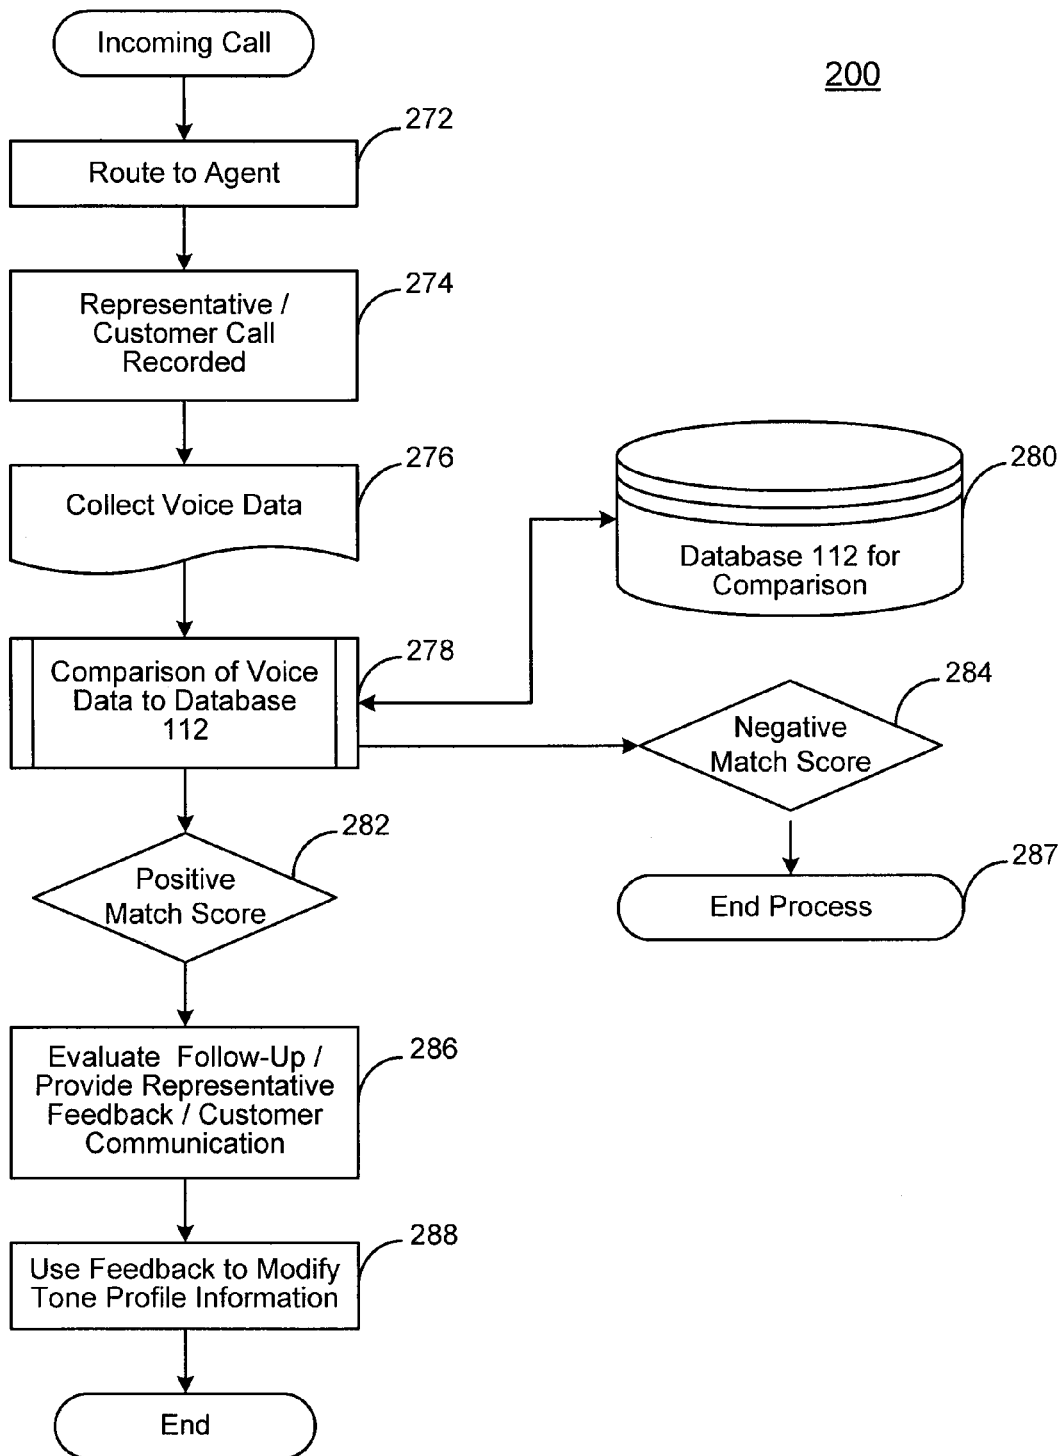 Incoming Call
200
272
Route to Agent
274
Representative /
Customer Call
Recorded
276
Collect Voice Data
280
Database 112 for
Comparison
278
Comparison of Voice
Data to Database
112
284
Negative
Match Score
282
Positive
Match Score
287
End Process
286
Evaluate Follow-Up /
Provide Representative
Feedback / Customer
Communication
288
Use Feedback to Modify
Tone Profile Information
End